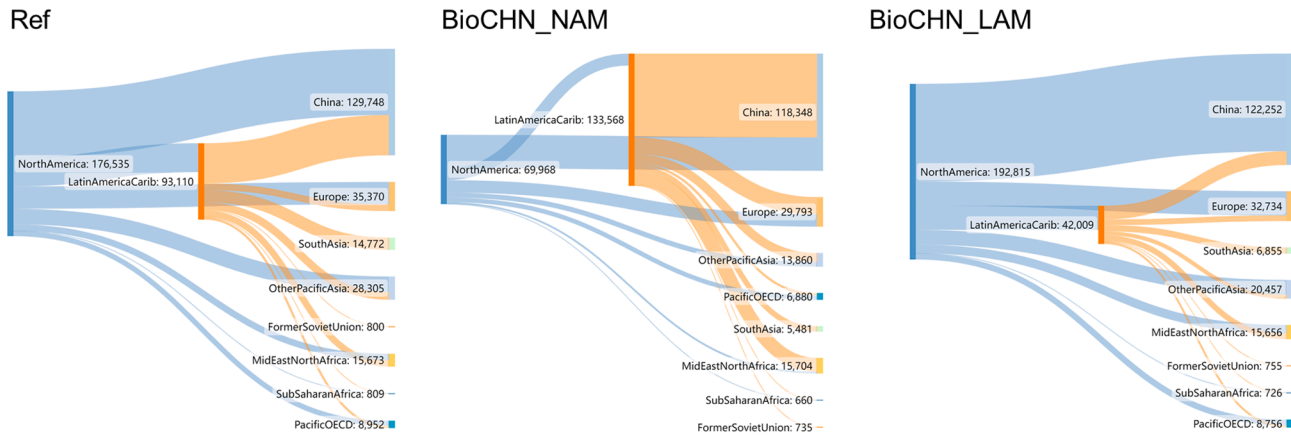 Ref
China: 129,748
NorthAmerica: 176,535
LatinAmericaCarib: 93,110
Europe: 35,370
SouthAsia: 14,772
OtherPacificAsia: 28,305
FormerSovietUnion: 800
MidEastNorthAfrica: 15,673
SubSaharanAfrica: 809
PacificOECD: 8,952
BioCHN_NAM
China: 118,348
LatinAmericaCarib: 133,568
NorthAmerica: 69,968
Europe: 29,793
OtherPacificAsia: 13,860
PacificOECD: 6,880
SouthAsia: 5,481
MidEastNorthAfrica: 15,704
SubSaharanAfrica: 660
FormerSovietUnion: 735
BioCHN_LAM
China: 122,252
NorthAmerica: 192,815
Europe: 32,734
LatinAmericaCarib: 42,009
SouthAsia: 6,855
OtherPacificAsia: 20,457
MidEastNorthAfrica: 15,656
FormerSovietUnion: 755
SubSaharanAfrica: 726
PacificOECD: 8,756